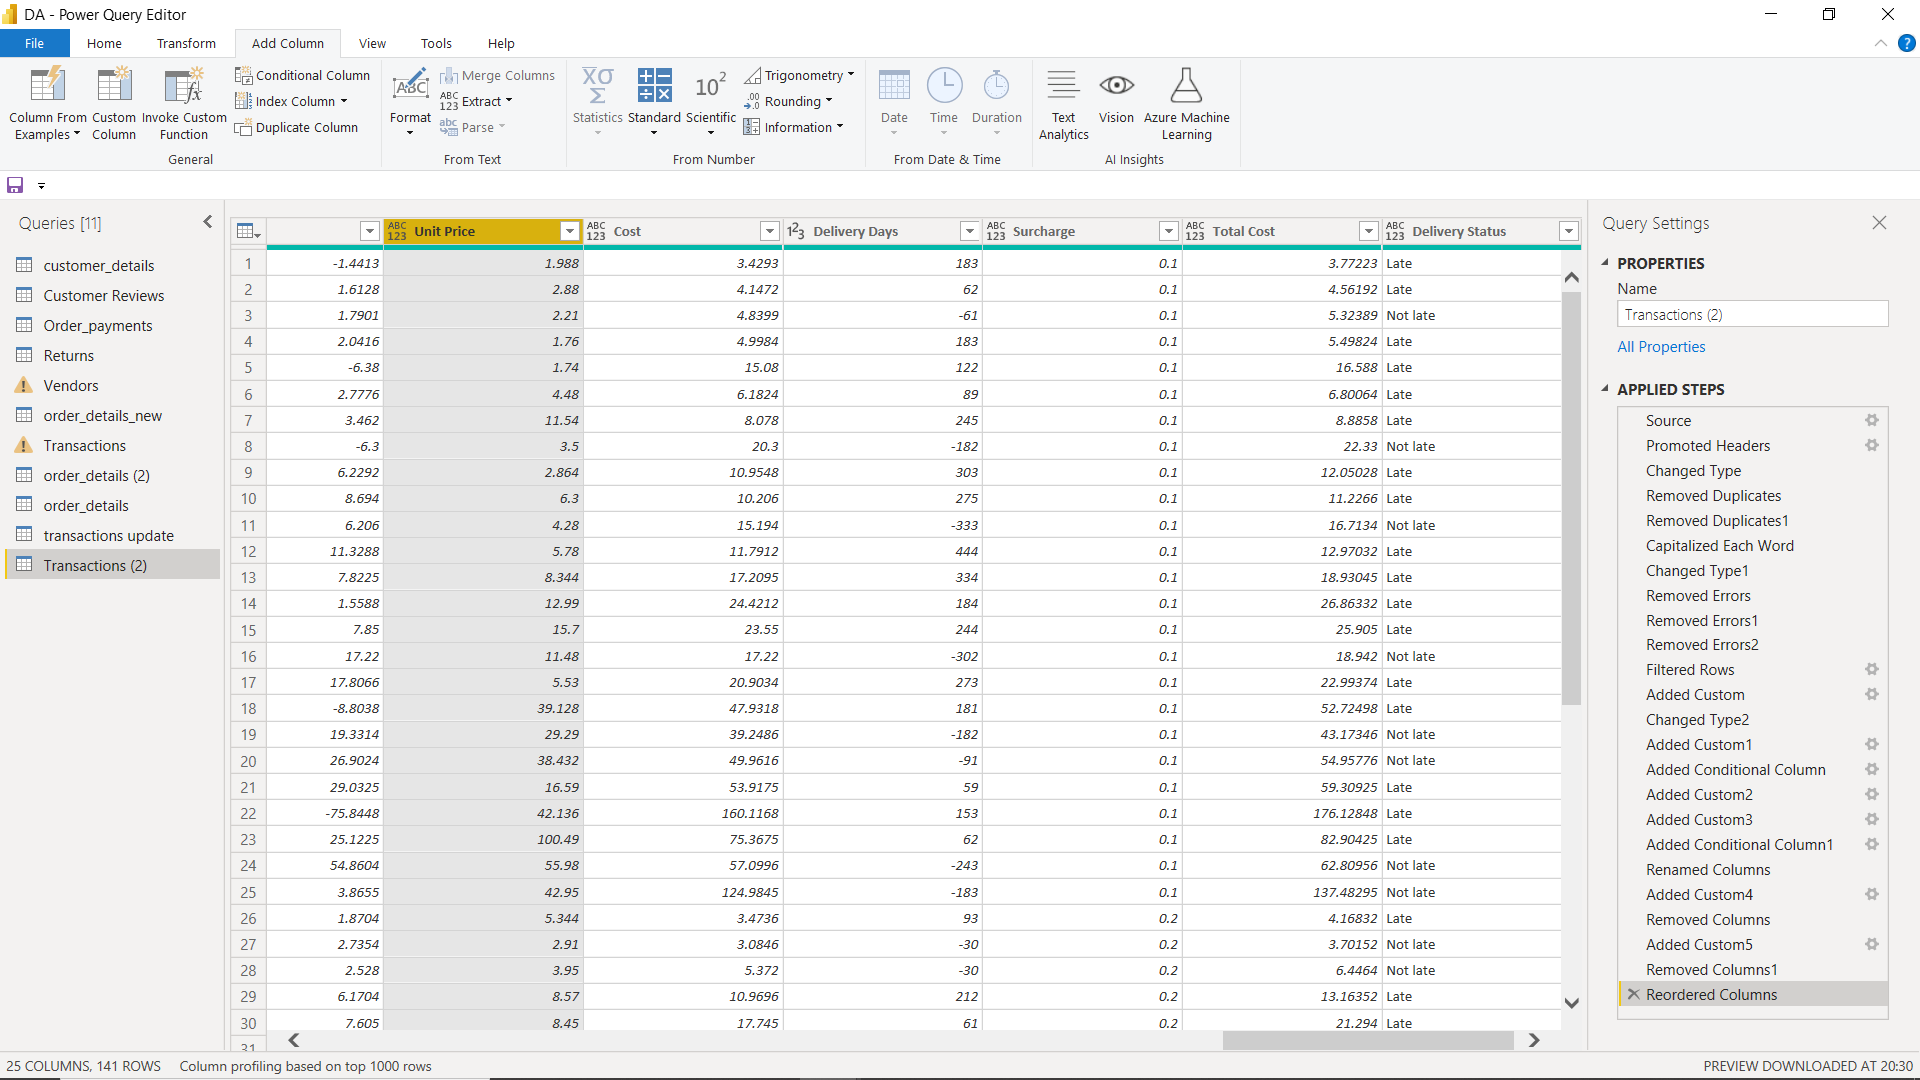 DA - Power Query Editor
File Home Transform Add Column View Tools Help
Column From Examples
Custom Column
Invoke Custom Function
Conditional Column
Index Column
Duplicate Column
General
Format
Merge Columns
Extract
Parse
From Text
Statistics
Standard
Scientific
Trigonometry
Rounding
Information
From Number
Date
Time
Duration
From Date & Time
Text Analytics
Vision
Azure Machine Learning
AI Insights
Queries [11]
customer_details
Customer Reviews
Order_payments
Returns
Vendors
order_details_new
Transactions
order_details (2)
order_details
transactions update
Transactions (2)
ABC 123 Unit Price ABC 123 Cost 123 Delivery Days ABC 123 Surcharge ABC 123 Total Cost ABC 123 Delivery Status
1 -1.4413 1.988 3.4293 183 0.1 3.77223 Late
2 1.6128 2.88 4.1472 62 0.1 4.56192 Late
3 1.7901 2.21 4.8399 -61 0.1 5.32389 Not late
4 2.0416 1.76 4.9984 183 0.1 5.49824 Late
5 -6.38 1.74 15.08 122 0.1 16.588 Late
6 2.7776 4.48 6.1824 89 0.1 6.80064 Late
7 3.462 11.54 8.078 245 0.1 8.8858 Late
8 -6.3 3.5 20.3 -182 0.1 22.33 Not late
9 6.2292 2.864 10.9548 303 0.1 12.05028 Late
10 8.694 6.3 10.206 275 0.1 11.2266 Late
11 6.206 4.28 15.194 -333 0.1 16.7134 Not late
12 11.3288 5.78 11.7912 444 0.1 12.97032 Late
13 7.8225 8.344 17.2095 334 0.1 18.93045 Late
14 1.5588 12.99 24.4212 184 0.1 26.86332 Late
15 7.85 15.7 23.55 244 0.1 25.905 Late
16 17.22 11.48 17.22 -302 0.1 18.942 Not late
17 17.8066 5.53 20.9034 273 0.1 22.99374 Late
18 -8.8038 39.128 47.9318 181 0.1 52.72498 Late
19 19.3314 29.29 39.2486 -182 0.1 43.17346 Not late
20 26.9024 38.432 49.9616 -91 0.1 54.95776 Not late
21 29.0325 16.59 53.9175 59 0.1 59.30925 Late
22 -75.8448 42.136 160.1168 153 0.1 176.12848 Late
23 25.1225 100.49 75.3675 62 0.1 82.90425 Late
24 54.8604 55.98 57.0996 -243 0.1 62.80956 Not late
25 3.8655 42.95 124.9845 -183 0.1 137.48295 Not late
26 1.8704 5.344 3.4736 93 0.2 4.16832 Late
27 2.7354 2.91 3.0846 -30 0.2 3.70152 Not late
28 2.528 3.95 5.372 -30 0.2 6.4464 Not late
29 6.1704 8.57 10.9696 212 0.2 13.16352 Late
30 7.605 8.45 17.745 61 0.2 21.294 Late
31
Query Settings
PROPERTIES
Name
Transactions (2)
All Properties
APPLIED STEPS
Source
Promoted Headers
Changed Type
Removed Duplicates
Removed Duplicates1
Capitalized Each Word
Changed Type1
Removed Errors
Removed Errors1
Removed Errors2
Filtered Rows
Added Custom
Changed Type2
Added Custom1
Added Conditional Column
Added Custom2
Added Custom3
Added Conditional Column1
Renamed Columns
Added Custom4
Removed Columns
Added Custom5
Removed Columns1
Reordered Columns
25 COLUMNS, 141 ROWS Column profiling based on top 1000 rows PREVIEW DOWNLOADED AT 20:30